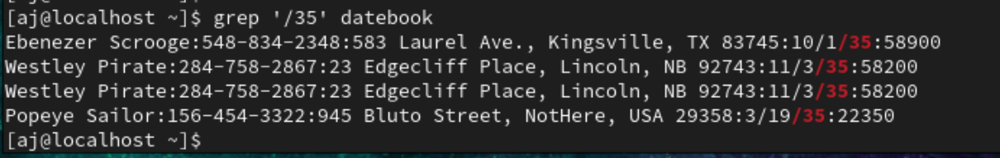 [aj@localhost ~]$ grep '/35' datebook
Ebenezer Scrooge:548-834-2348:583 Laurel Ave., Kingsville, TX 83745:10/1/35:58900
Westley Pirate:284-758-2867:23 Edgecliff Place, Lincoln, NB 92743:11/3/35:58200
Westley Pirate:284-758-2867:23 Edgecliff Place, Lincoln, NB 92743:11/3/35:58200
Popeye Sailor:156-454-3322:945 Bluto Street, NotHere, USA 29358:3/19/35:22350
[aj@localhost ~]$